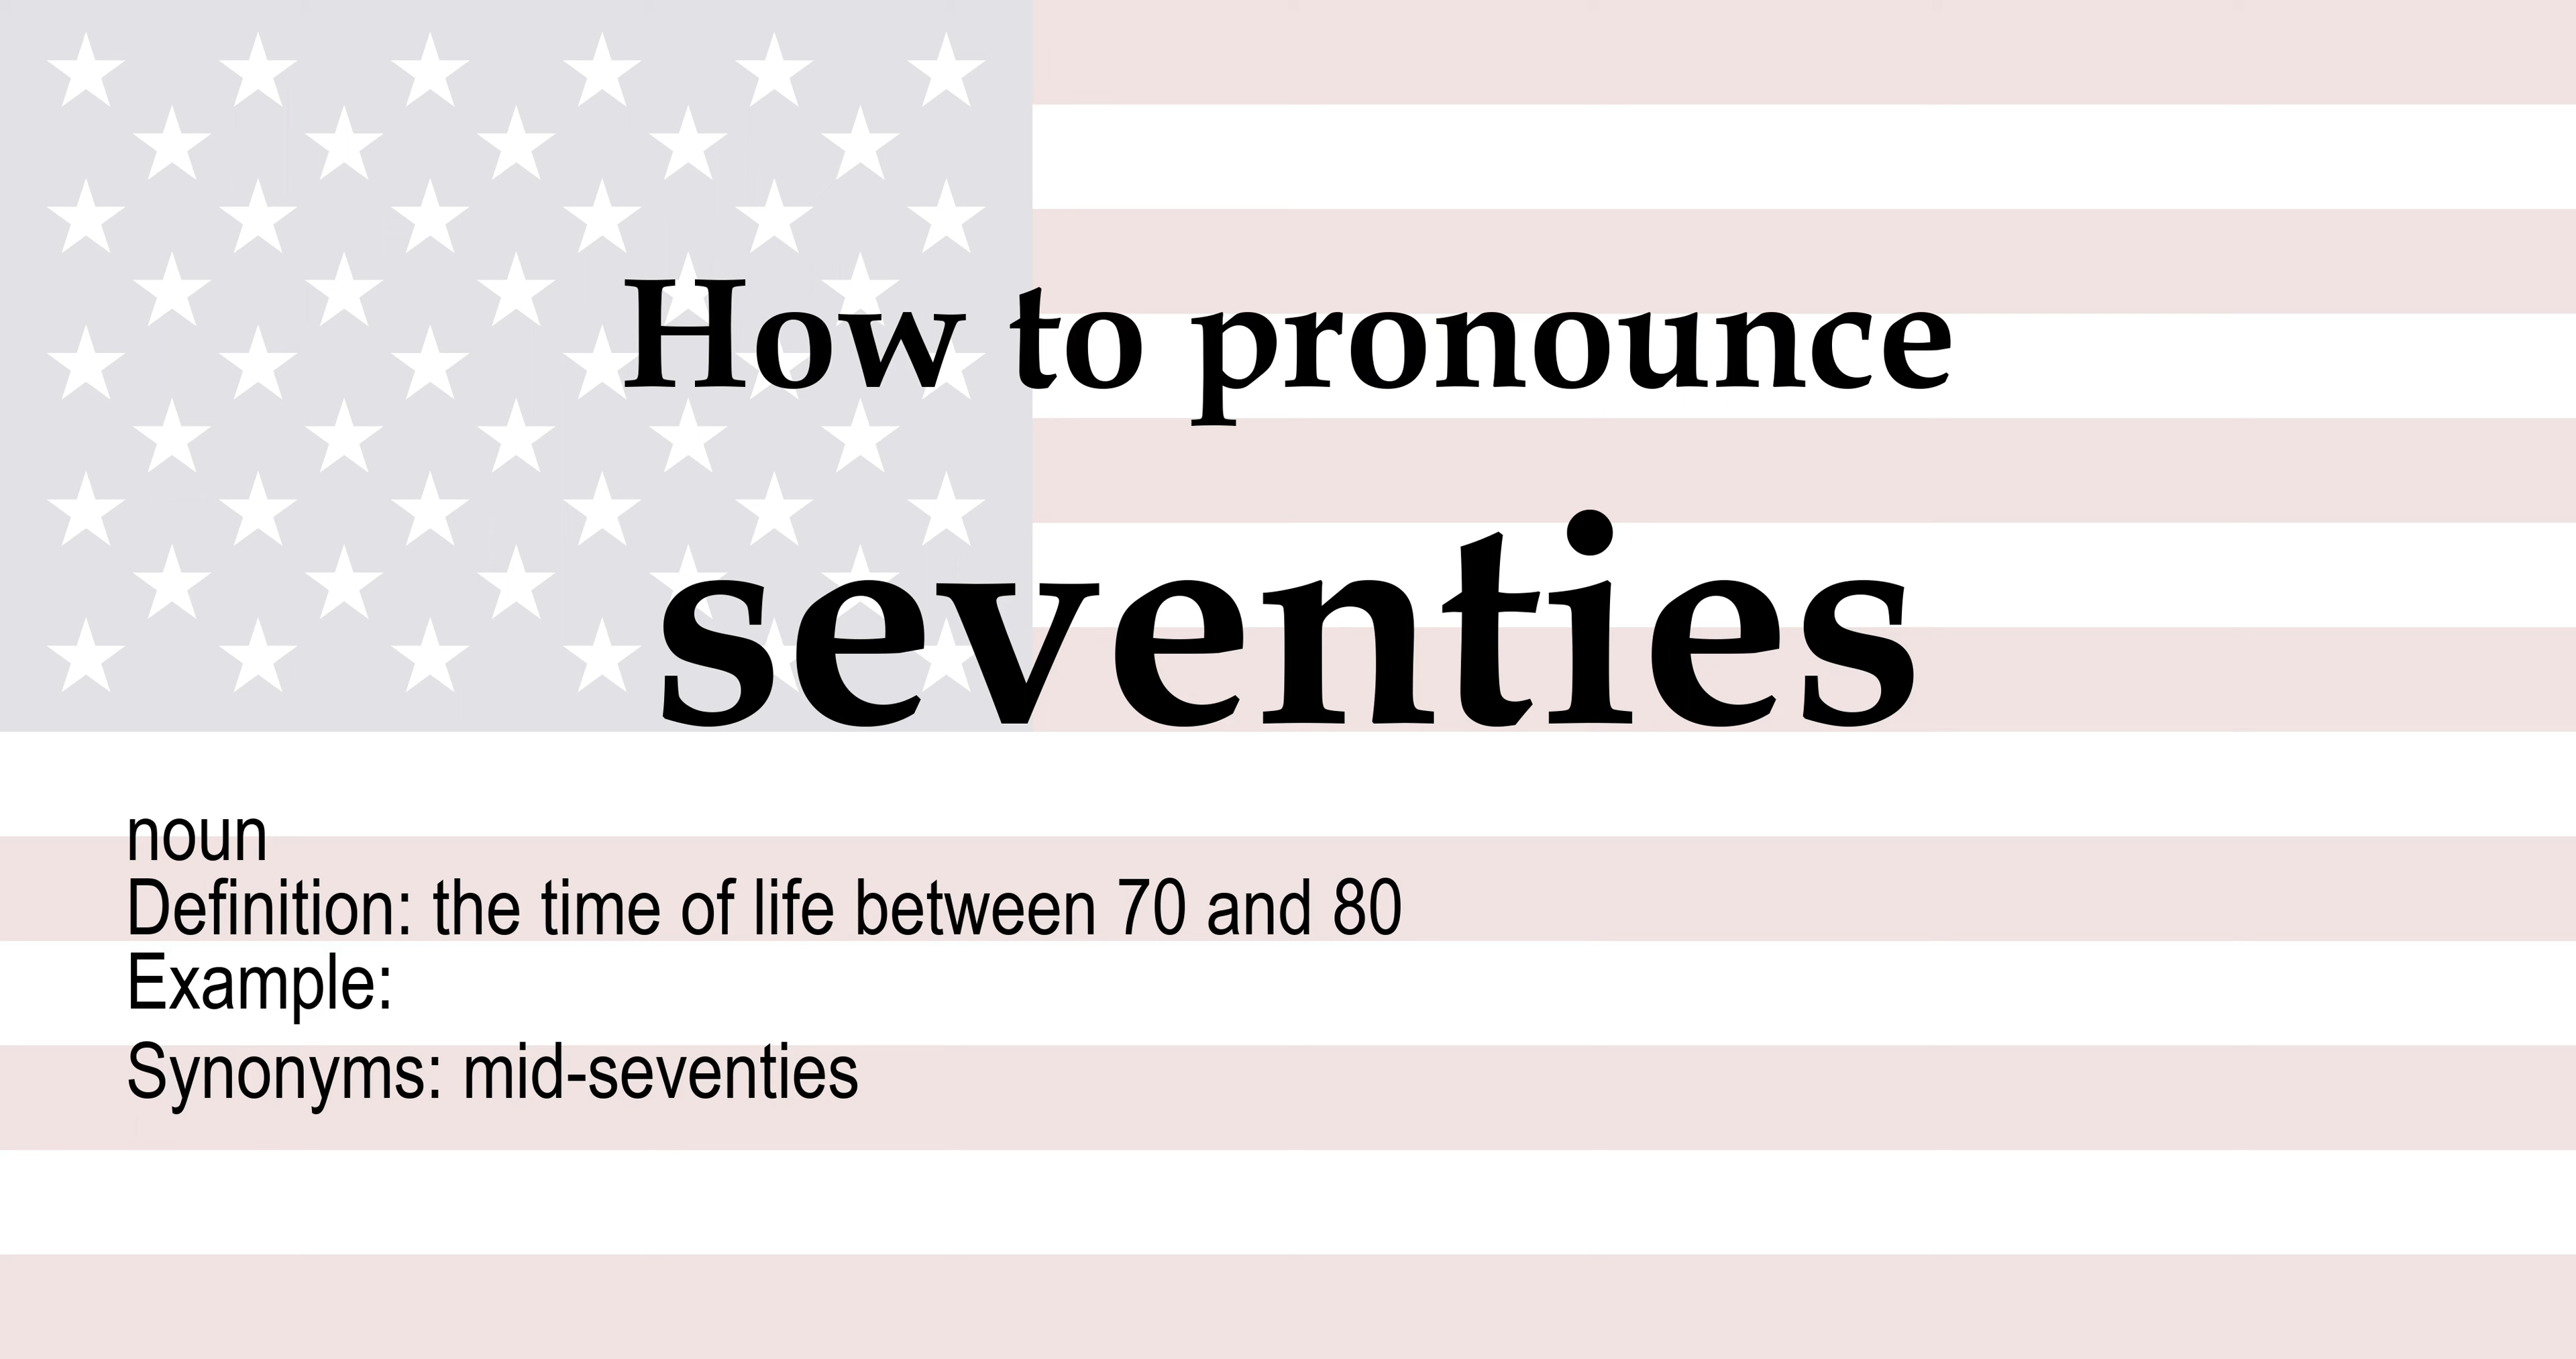 How to pronounce
seventies
noun
Definition: the time of life between 70 and 80
Example:
Synonyms: mid-seventies